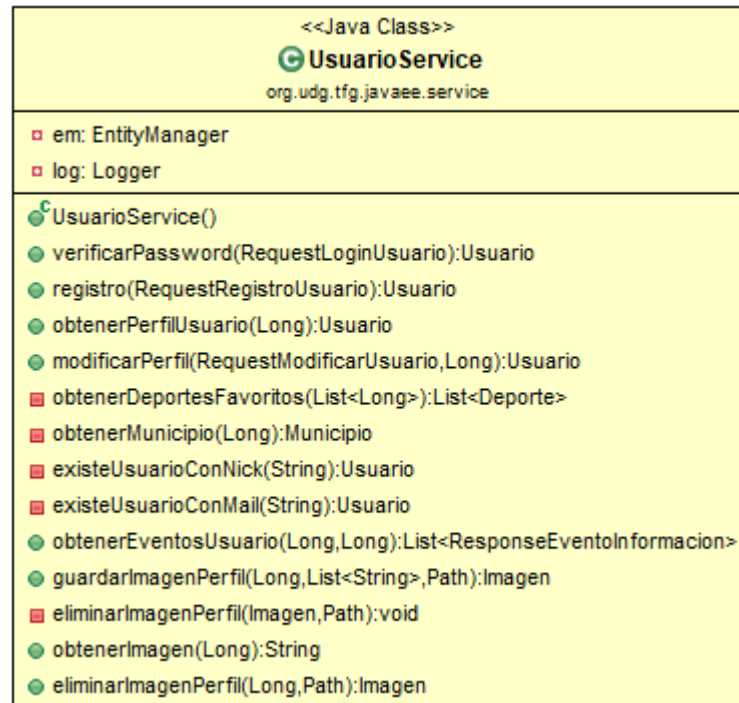 <<Java Class>>
UsuarioService
org.udg.tfg.javaee.service
em: EntityManager
log: Logger
UsuarioService()
verificarPassword(RequestLoginUsuario):Usuario
registro(RequestRegistroUsuario):Usuario
obtenerPerfilUsuario(Long):Usuario
modificarPerfil(RequestModificarUsuario,Long):Usuario
obtenerDeportesFavoritos(List<Long>):List<Deporte>
obtenerMunicipio(Long):Municipio
existeUsuarioConNick(String):Usuario
existeUsuarioConMail(String):Usuario
obtenerEventosUsuario(Long,Long):List<ResponseEventoInformacion>
guardarImagenPerfil(Long,List<String>,Path):Imagen
eliminarImagenPerfil(Imagen,Path):void
obtenerImagen(Long):String
eliminarImagenPerfil(Long,Path):Imagen